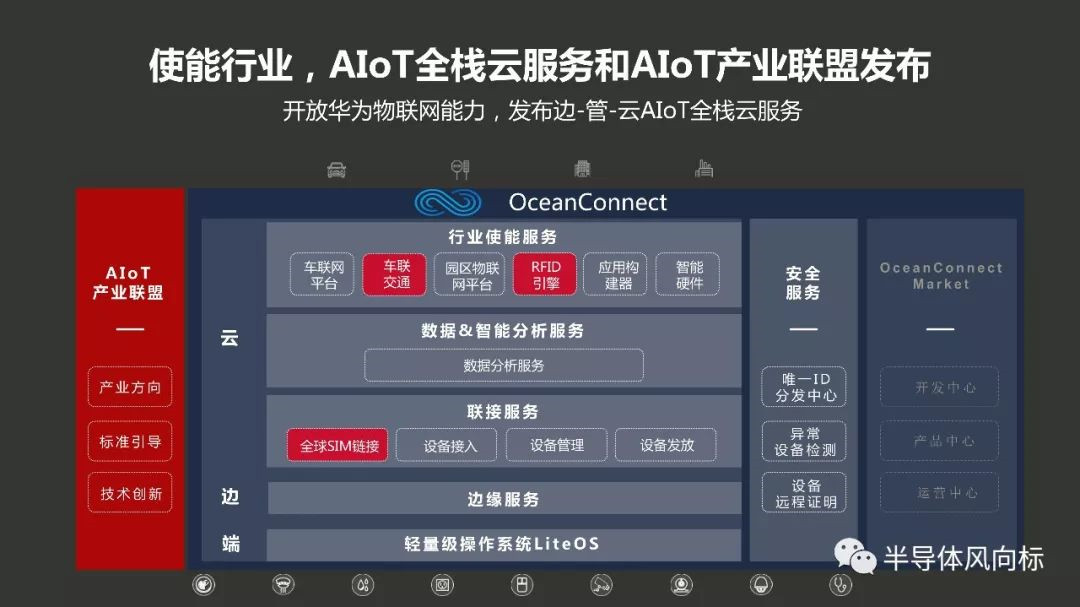 使能行业，AIoT全栈云服务和AIoT产业联盟发布
开放华为物联网能力，发布边-管-云AIoT全栈云服务
AIoT
产业联盟
产业方向
标准引导
技术创新
OceanConnect
云
行业使能服务
车联网
平台
车联
交通
园区物联
网平台
RFID
引擎
应用构
建器
智能
硬件
数据&智能分析服务
数据分析服务
联接服务
全球SIM链接
设备接入
设备管理
设备发放
边
边缘服务
端
轻量级操作系统LiteOS
安全
服务
唯一ID
分发中心
异常
设备检测
设备
远程证明
OceanConnect
Market
开发中心
产品中心
运营中心
半导体风向标